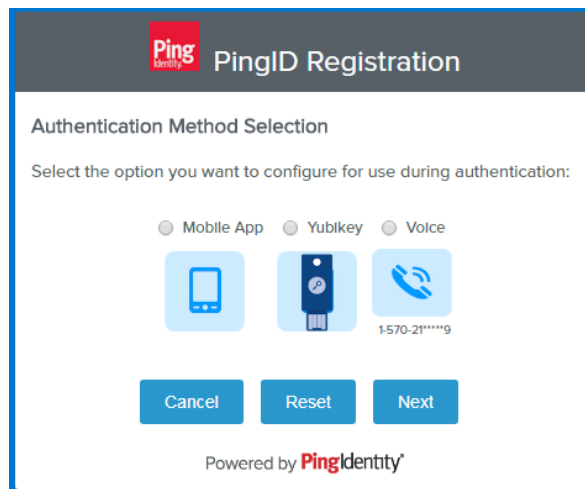 Ping
Identity
PingID Registration
Authentication Method Selection
Select the option you want to configure for use during authentication:
Mobile App Yubikey Voice
1-570-21*****9
Cancel Reset Next
Powered by PingIdentity®